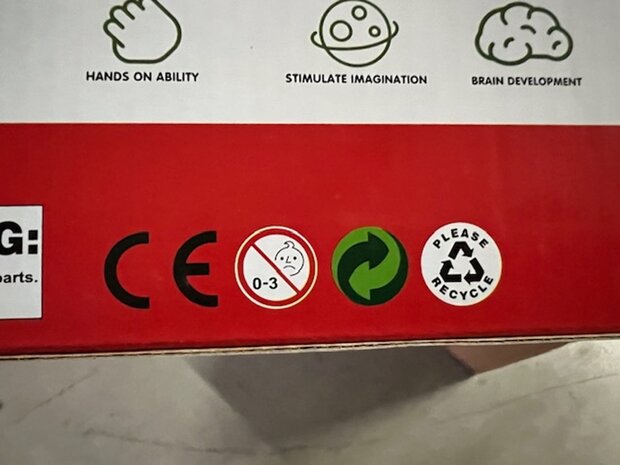 HANDS ON ABILITY
STIMULATE IMAGINATION
BRAIN DEVELOPMENT
G:
parts.
CE
0-3
PLEASE
RECYCLE